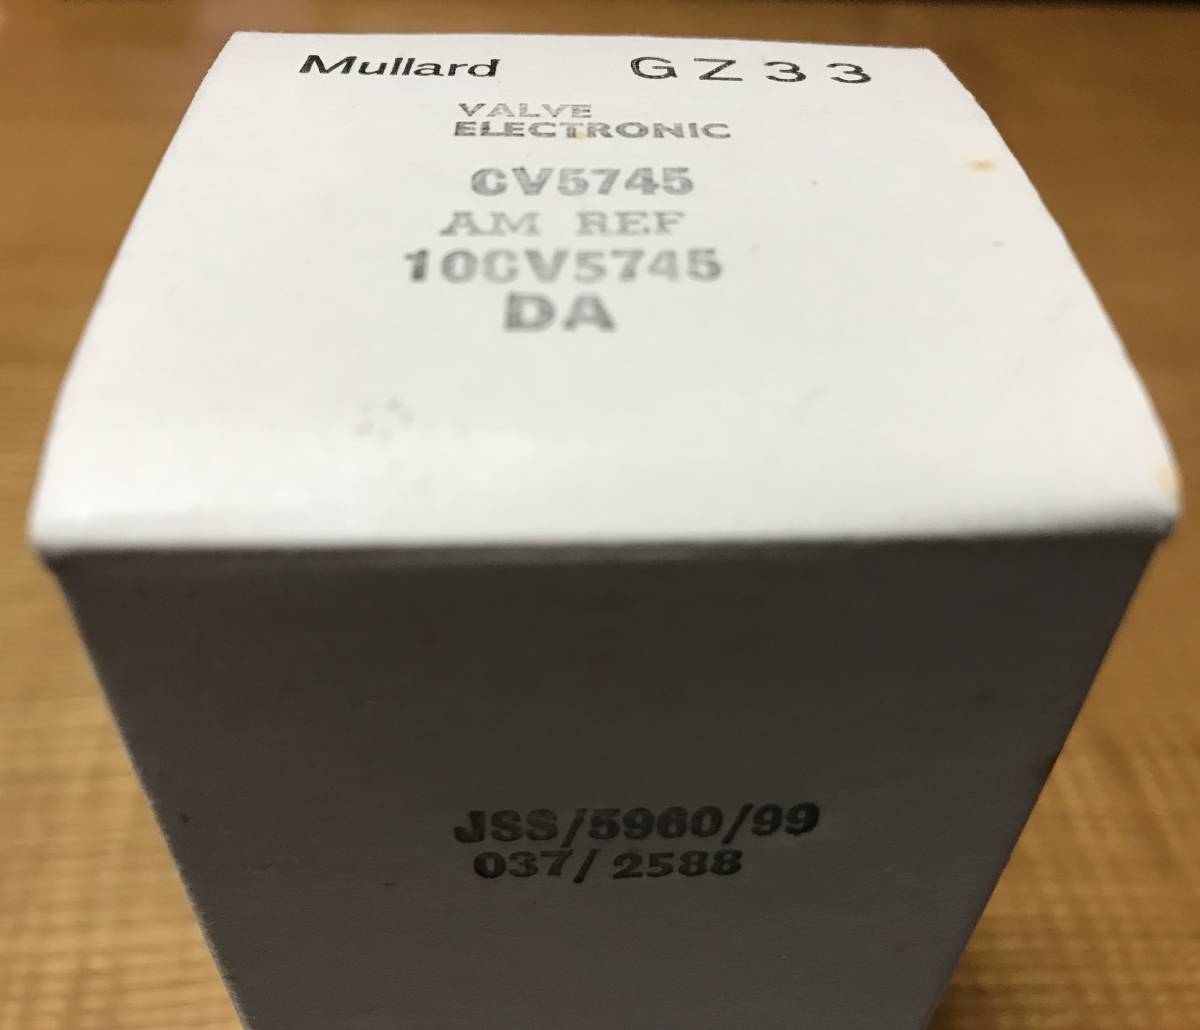 Mullard GZ33
VALVE
ELECTRONIC
CV5745
AM REF
10CV5745
DA
JSS/5960/99
037/2588